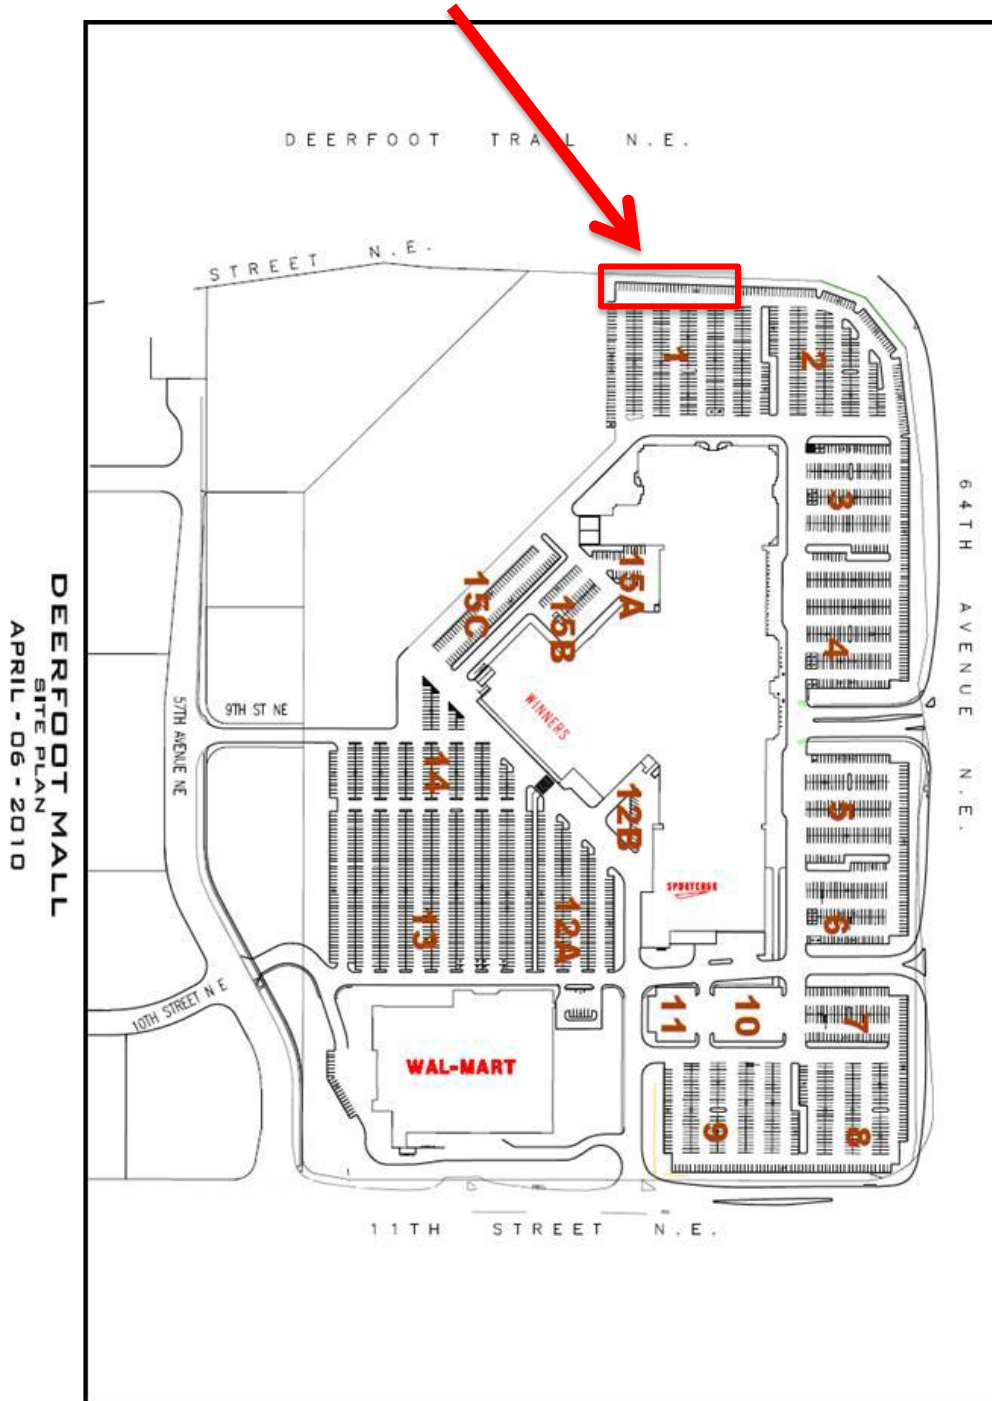 DEERFOOT TRAIL N.E.
STREET N.E.
1
2
3
4
64TH AVENUE N.E.
15A
15B
15C
WINNERS
9TH ST NE
57TH AVENUE NE
14
12B
5
6
SPORTCHEK
13
12A
10TH STREET N E
11
10
7
WAL-MART
9
8
11TH STREET N.E.
DEERFOOT MALL
SITE PLAN
APRIL - 06 - 2010